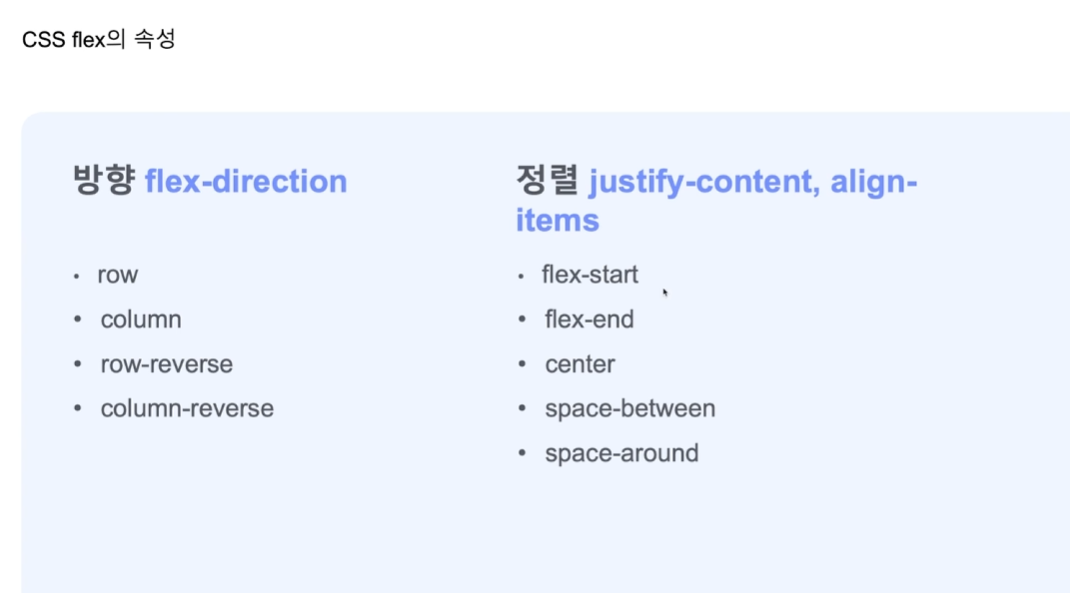 CSS flex의 속성
방향 flex-direction
• row
• column
• row-reverse
• column-reverse
정렬 justify-content, align-
items
• flex-start
• flex-end
• center
• space-between
• space-around